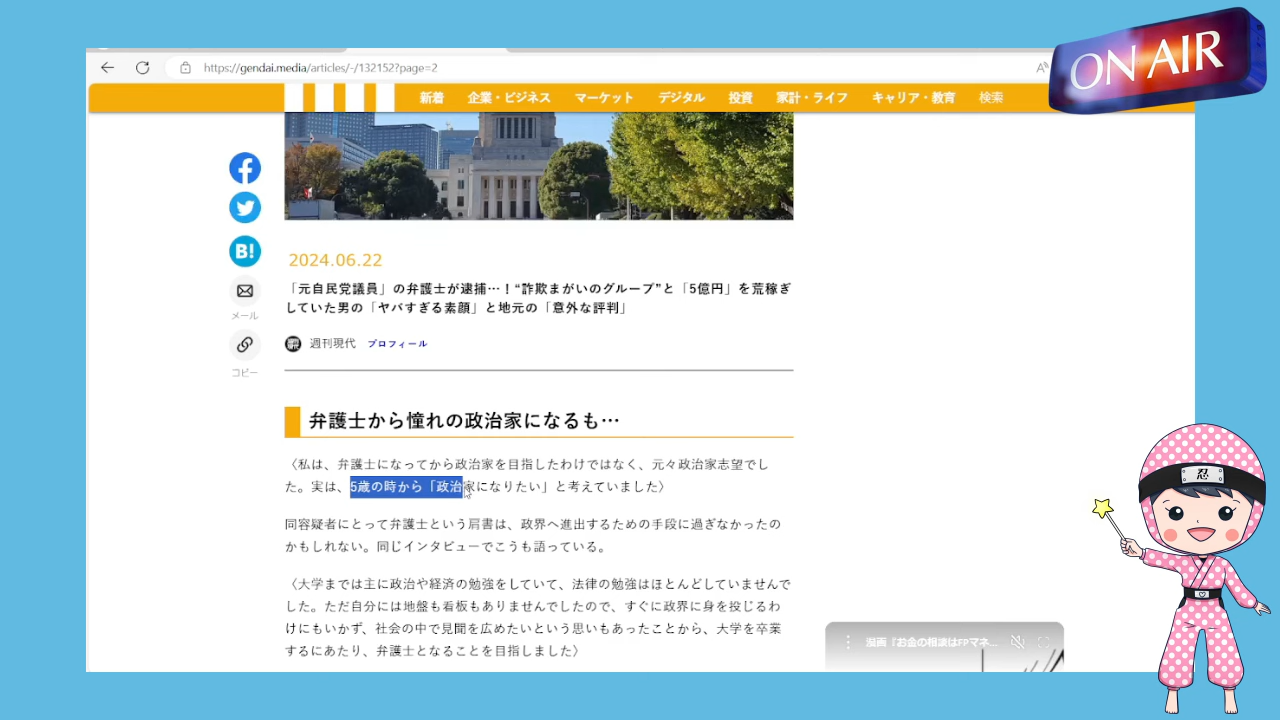 ON AIR
https://gendai.media/articles/-/132152?page=2
新着 企業・ビジネス マーケット デジタル 投資 家計・ライフ キャリア・教育 検索
B!
メール
コピー
2024.06.22
「元自民党議員」の弁護士が逮捕…！“詐欺まがいのグループ”と「5億円」を荒稼ぎ
していた男の「ヤバすぎる素顔」と地元の「意外な評判」
週刊現代 プロフィール
弁護士から憧れの政治家になるも…
〈私は、弁護士になってから政治家を目指したわけではなく、元々政治家志望でし
た。実は、5歳の時から「政治家になりたい」と考えていました〉
同容疑者にとって弁護士という肩書は、政界へ進出するための手段に過ぎなかったの
かもしれない。同じインタビューでこうも語っている。
〈大学までは主に政治や経済の勉強をしていて、法律の勉強はほとんどしていませんで
した。ただ自分には地盤も看板もありませんでしたので、すぐに政界に身を投じるわ
けにもいかず、社会の中で見聞を広めたいという思いもあったことから、大学を卒業
するにあたり、弁護士となることを目指しました〉
漫画『お金の相談はFPマネ...
忍